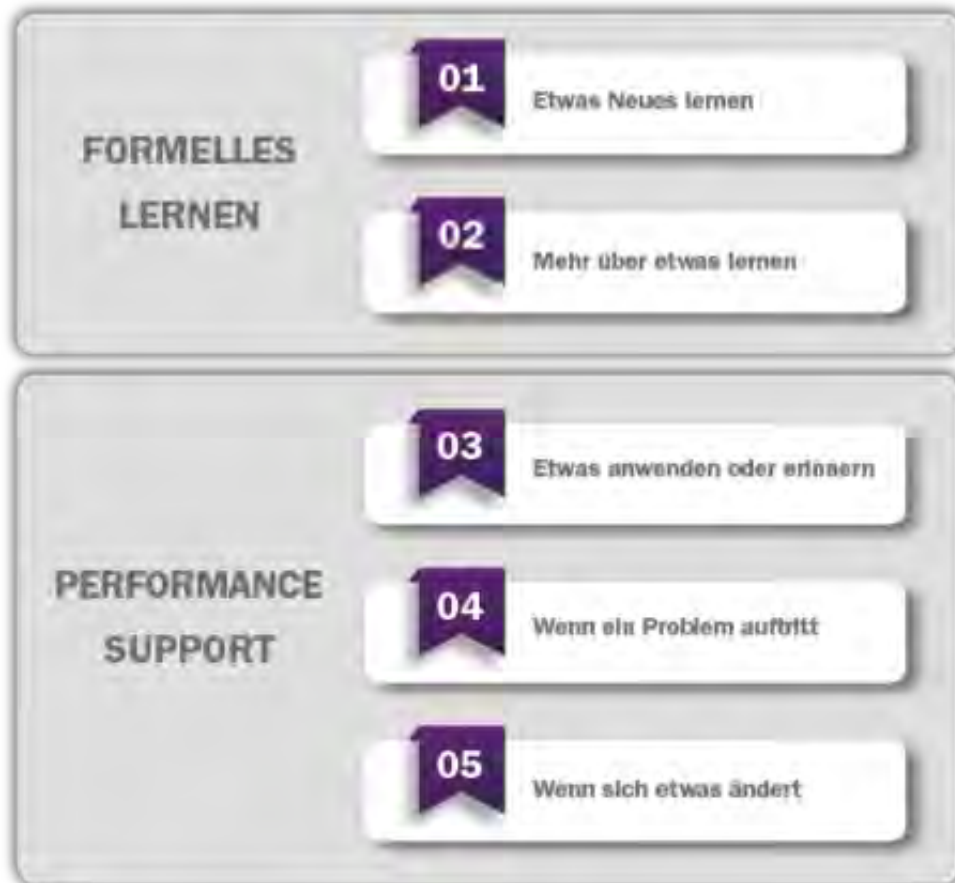 FORMELLES
LERNEN
01
Etwas Neues lernen
02
Mehr über etwas lernen
PERFORMANCE
SUPPORT
03
Etwas anwenden oder erinnern
04
Wenn ein Problem auftritt
05
Wenn sich etwas ändert